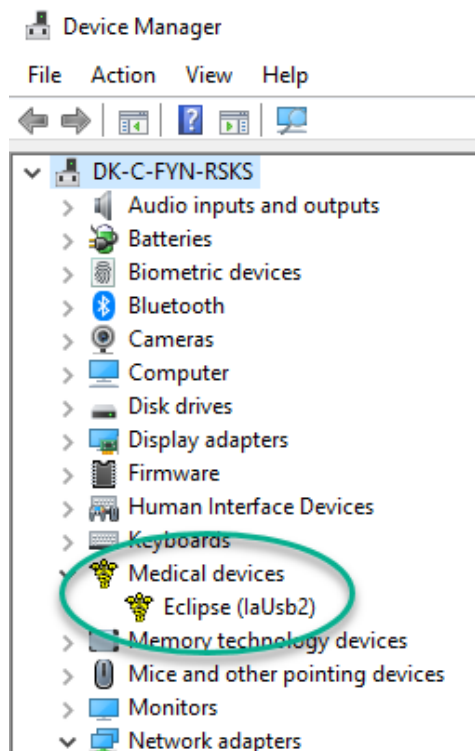 Device Manager
File Action View Help
DK-C-FYN-RSKS
Audio inputs and outputs
Batteries
Biometric devices
Bluetooth
Cameras
Computer
Disk drives
Display adapters
Firmware
Human Interface Devices
Keyboards
Medical devices
Eclipse (IaUsb2)
Memory technology devices
Mice and other pointing devices
Monitors
Network adapters